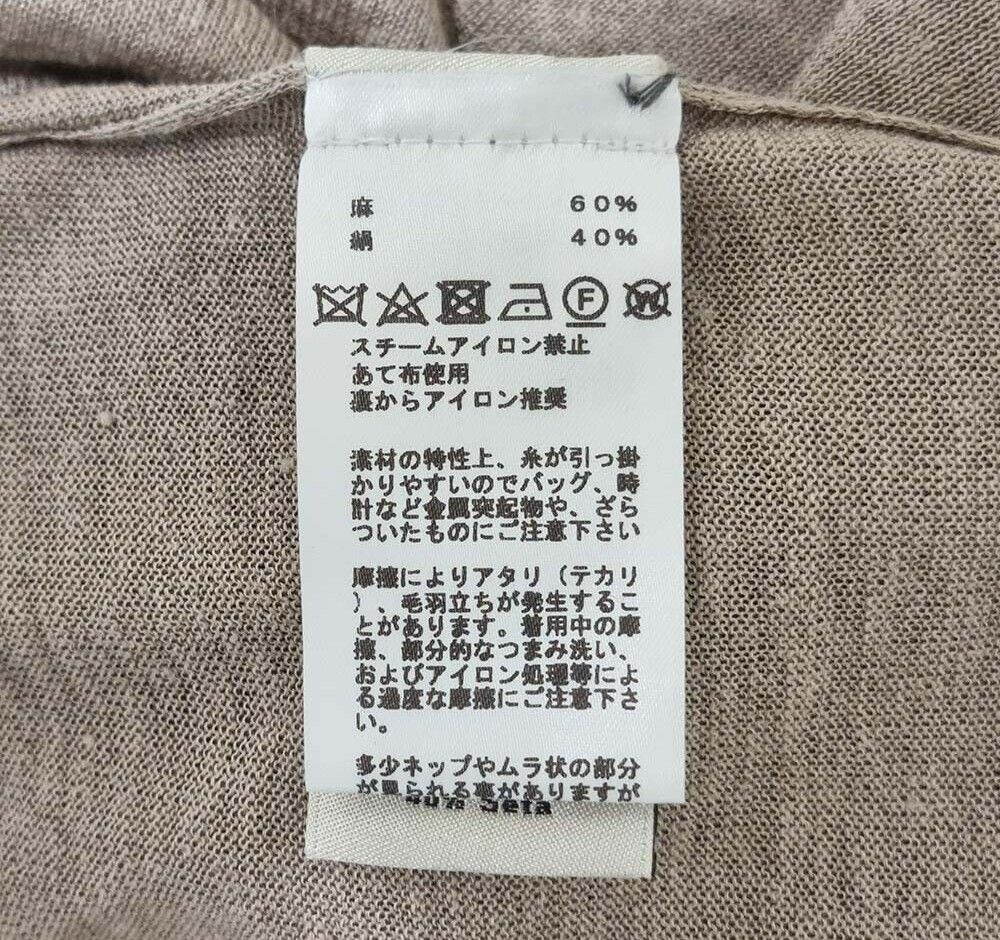 麻 60%
絹 40%
F W
スチームアイロン禁止
あて布使用
裏からアイロン推奨
素材の特性上、糸が引っ掛
かりやすいのでバッグ、時
計など金属突起物や、ざら
ついたものにご注意下さい
摩擦によりアタリ（テカリ
）、毛羽立ちが発生するこ
とがあります。着用中の摩
擦、部分的なつまみ洗い、
およびアイロン処理等によ
る過度な摩擦にご注意下さ
い。
多少ネップやムラ状の部分
が見られる事がありますが
40% Seta